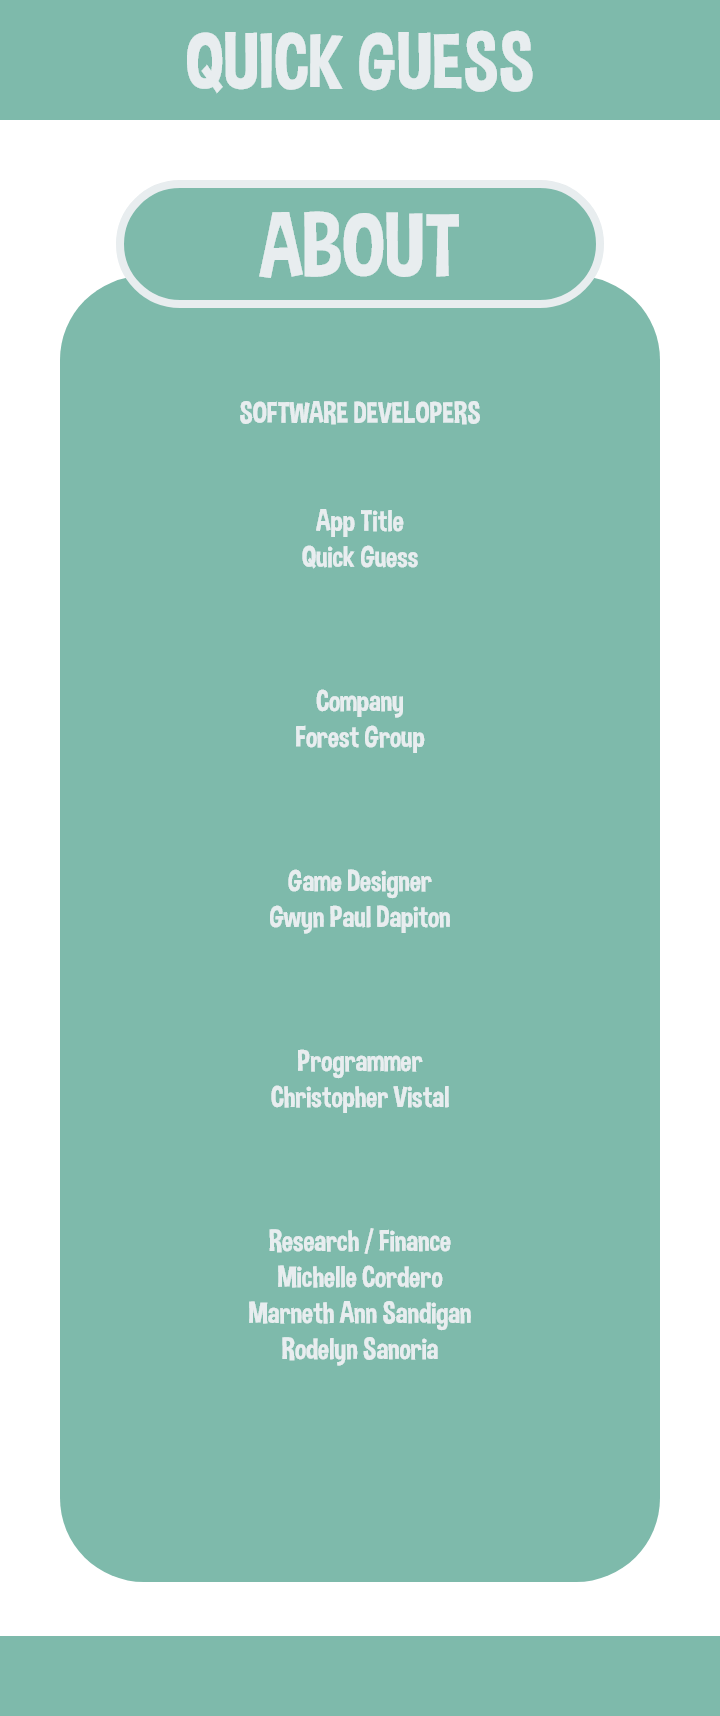 QUICK GUESS
ABOUT
SOFTWARE DEVELOPERS
App Title
Quick Guess
Company
Forest Group
Game Designer
Gwyn Paul Dapiton
Programmer
Christopher Vistal
Research / Finance
Michelle Cordero
Marneth Ann Sandigan
Rodelyn Sanoria